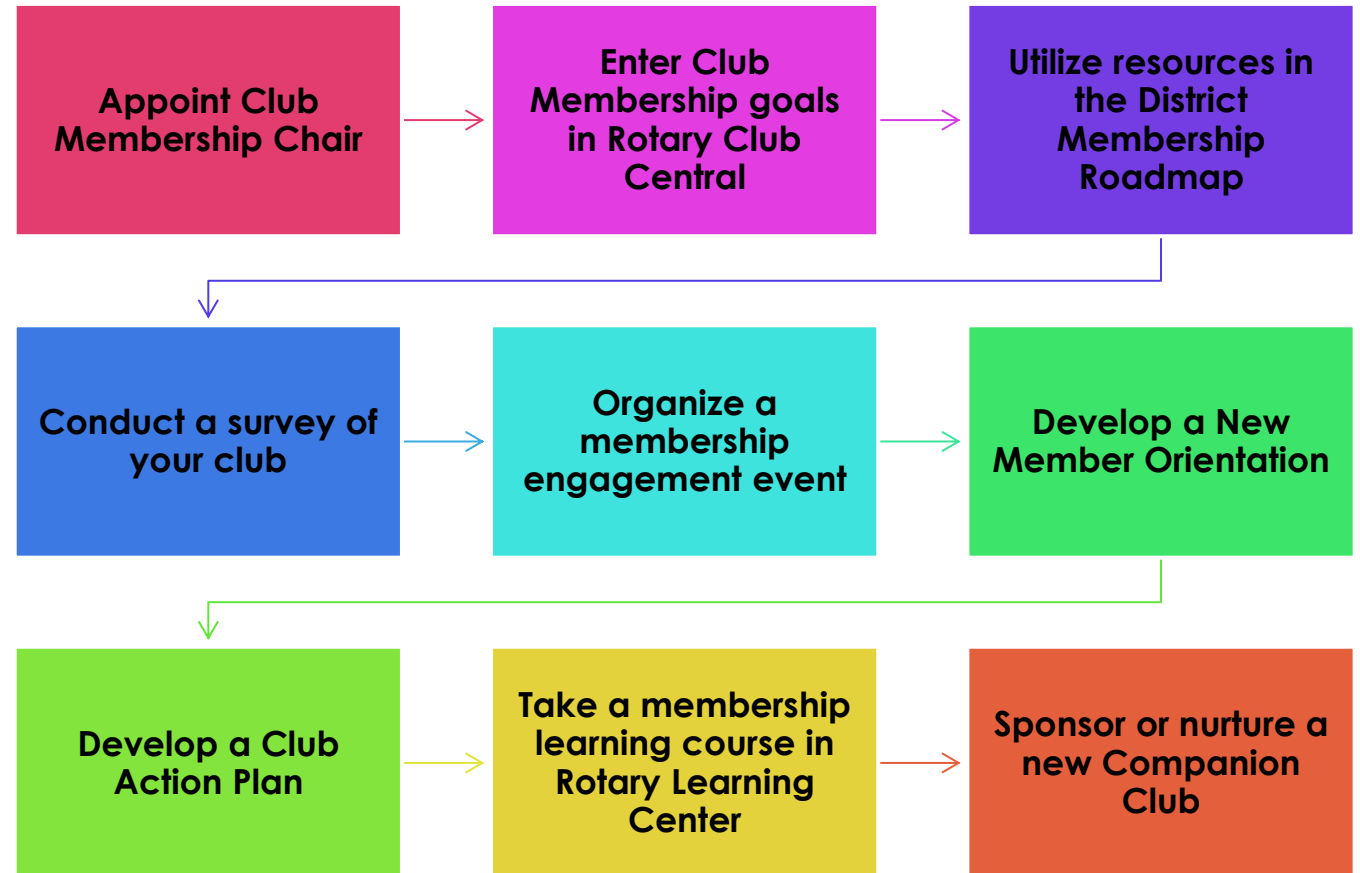 Appoint Club
Membership Chair
Enter Club
Membership goals
in Rotary Club
Central
Utilize resources in
the District
Membership
Roadmap
Conduct a survey of
your club
Organize a
membership
engagement event
Develop a New
Member Orientation
Develop a Club
Action Plan
Take a membership
learning course in
Rotary Learning
Center
Sponsor or nurture a
new Companion
Club